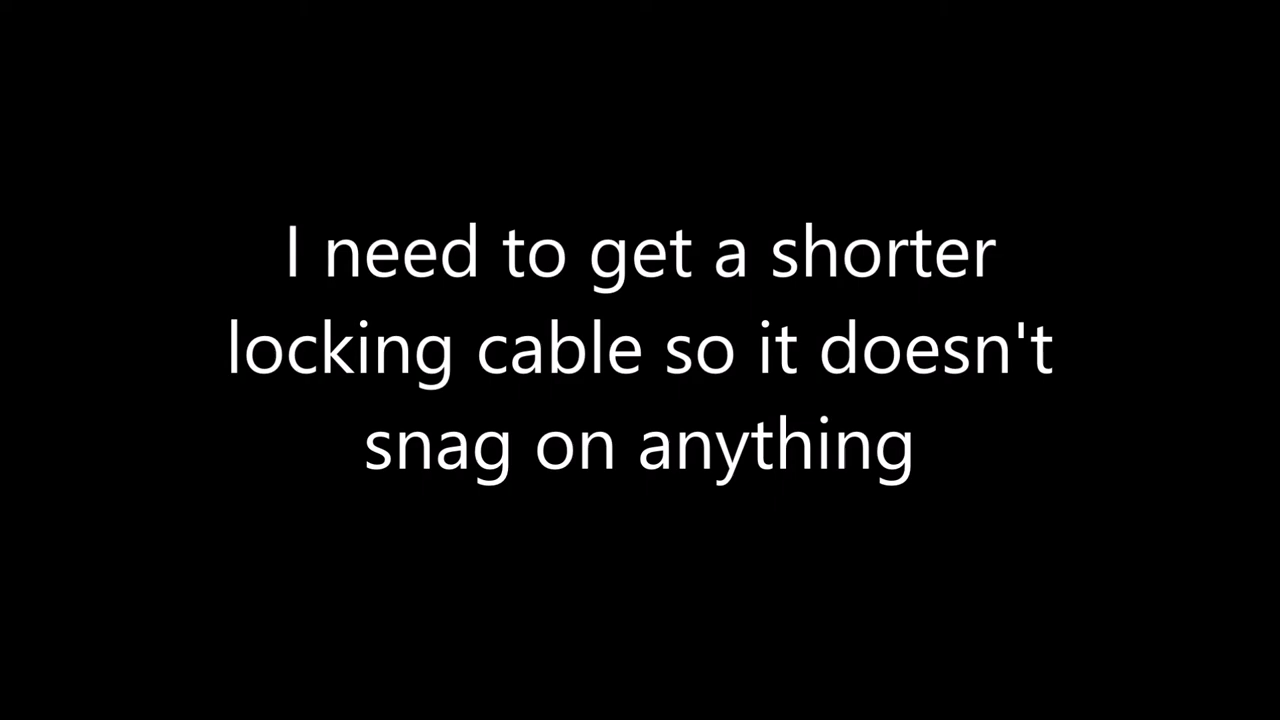 I need to get a shorter
locking cable so it doesn't
snag on anything